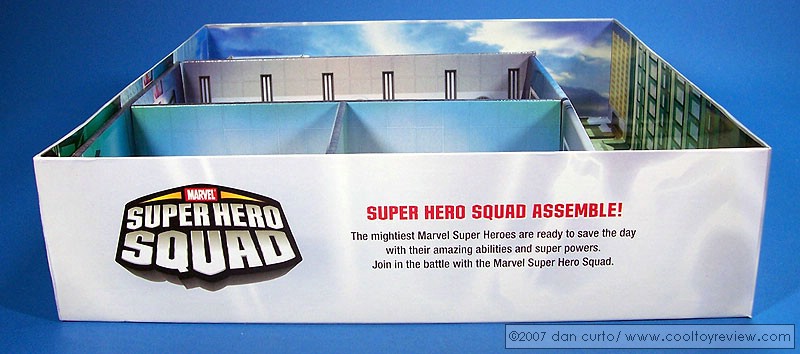 MARVEL
SUPER HERO
SQUAD
SUPER HERO SQUAD ASSEMBLE!
The mightiest Marvel Super Heroes are ready to save the day
with their amazing abilities and super powers.
Join in the battle with the Marvel Super Hero Squad.
©2007 dan curto/ www.cooltoyreview.com